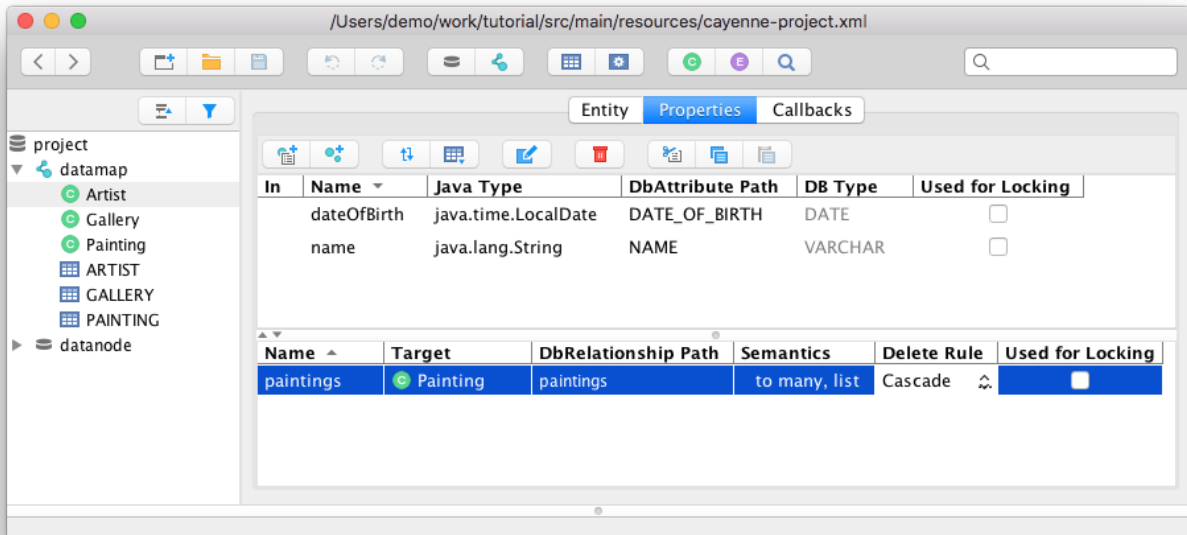 /Users/demo/work/tutorial/src/main/resources/cayenne-project.xml
C E
Entity Properties Callbacks
project
datamap
C Artist
C Gallery
C Painting
ARTIST
GALLERY
PAINTING
datanode
In Name Java Type DbAttribute Path DB Type Used for Locking
dateOfBirth java.time.LocalDate DATE_OF_BIRTH DATE
name java.lang.String NAME VARCHAR
Name Target DbRelationship Path Semantics Delete Rule Used for Locking
paintings C Painting paintings to many, list Cascade